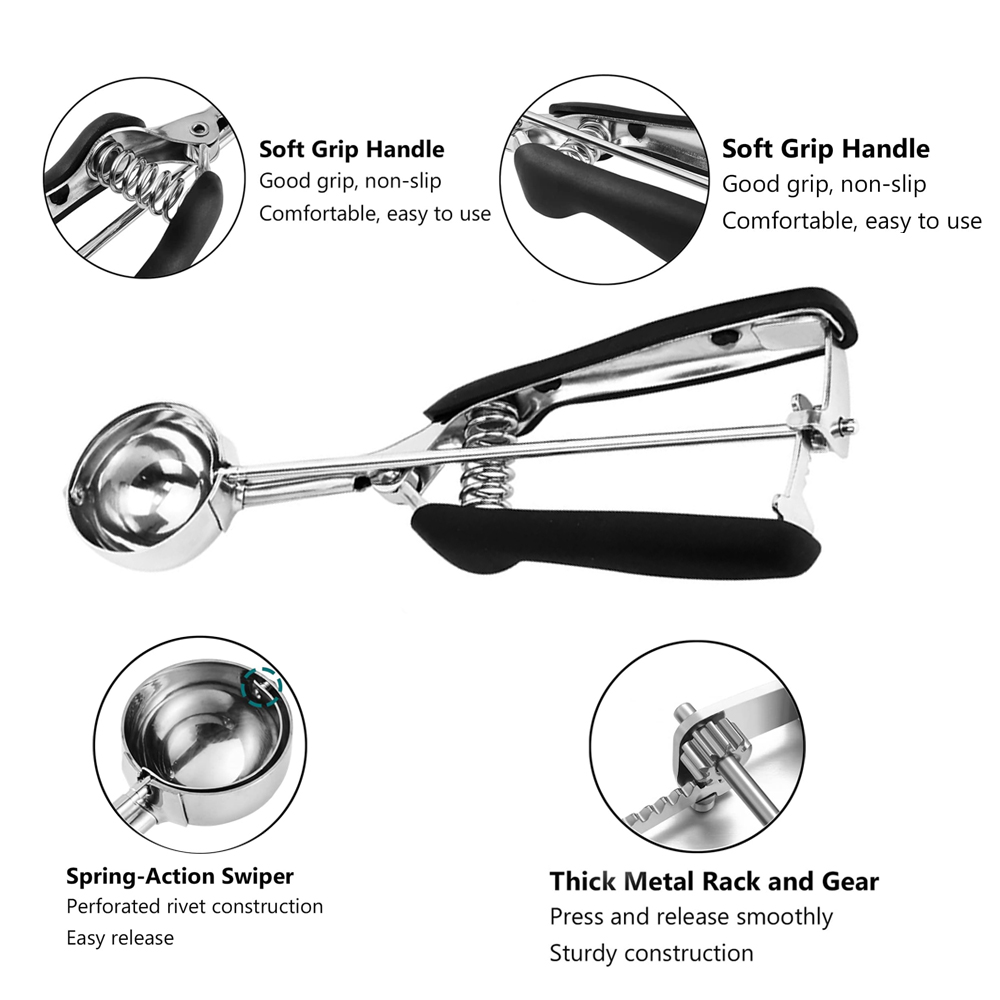 Soft Grip Handle
Good grip, non-slip
Comfortable, easy to use
Soft Grip Handle
Good grip, non-slip
Comfortable, easy to use
Spring-Action Swiper
Perforated rivet construction
Easy release
Thick Metal Rack and Gear
Press and release smoothly
Sturdy construction